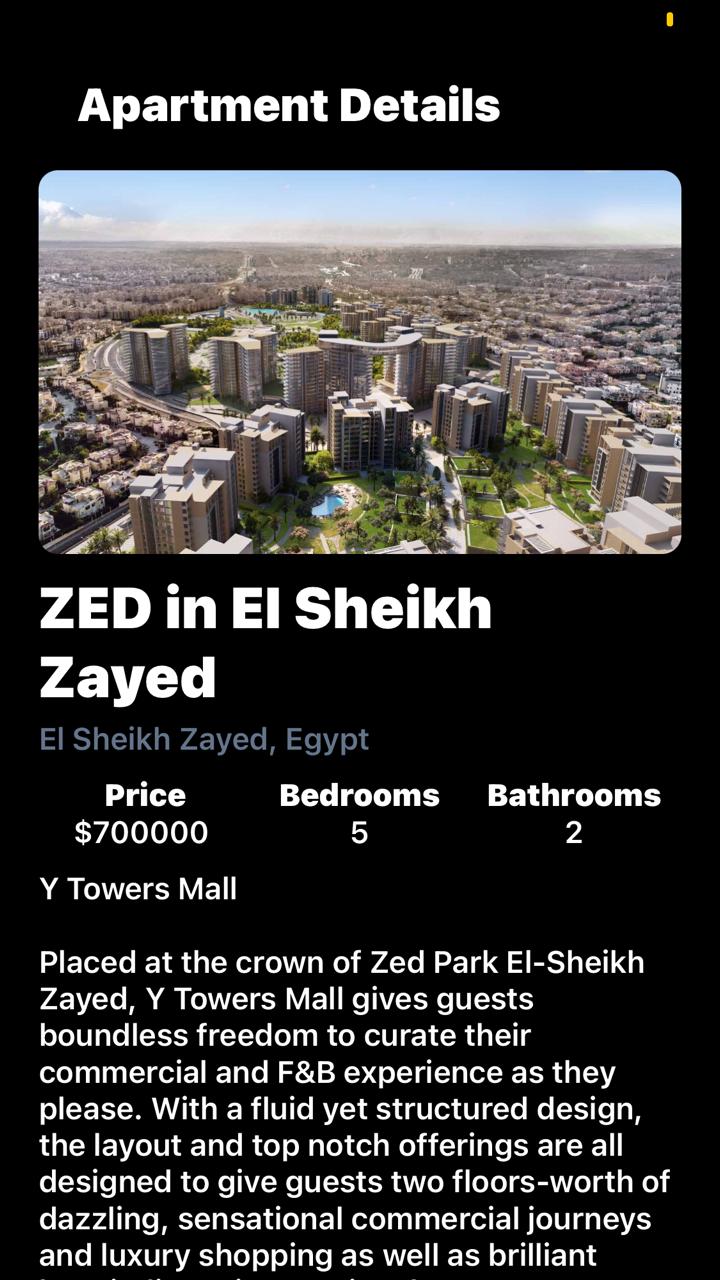 Apartment Details
ZED in El Sheikh
Zayed
El Sheikh Zayed, Egypt
Price Bedrooms Bathrooms
$700000 5 2
Y Towers Mall
Placed at the crown of Zed Park El-Sheikh
Zayed, Y Towers Mall gives guests
boundless freedom to curate their
commercial and F&B experience as they
please. With a fluid yet structured design,
the layout and top notch offerings are all
designed to give guests two floors-worth of
dazzling, sensational commercial journeys
and luxury shopping as well as brilliant